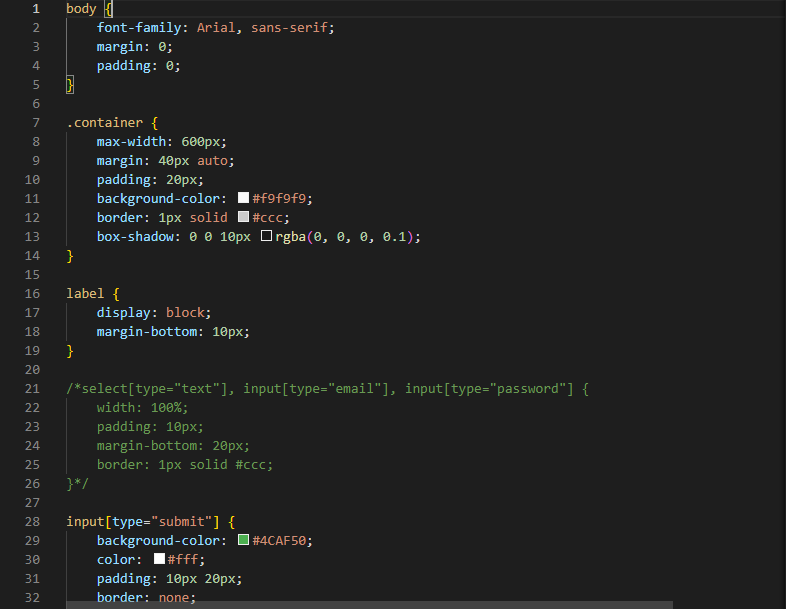 1 body {
2     font-family: Arial, sans-serif;
3     margin: 0;
4     padding: 0;
5 }
6
7 .container {
8     max-width: 600px;
9     margin: 40px auto;
10     padding: 20px;
11     background-color: #f9f9f9;
12     border: 1px solid #ccc;
13     box-shadow: 0 0 10px rgba(0, 0, 0, 0.1);
14 }
15
16 label {
17     display: block;
18     margin-bottom: 10px;
19 }
20
21 /*select[type="text"], input[type="email"], input[type="password"] {
22     width: 100%;
23     padding: 10px;
24     margin-bottom: 20px;
25     border: 1px solid #ccc;
26 }*/
27
28 input[type="submit"] {
29     background-color: #4CAF50;
30     color: #fff;
31     padding: 10px 20px;
32     border: none;